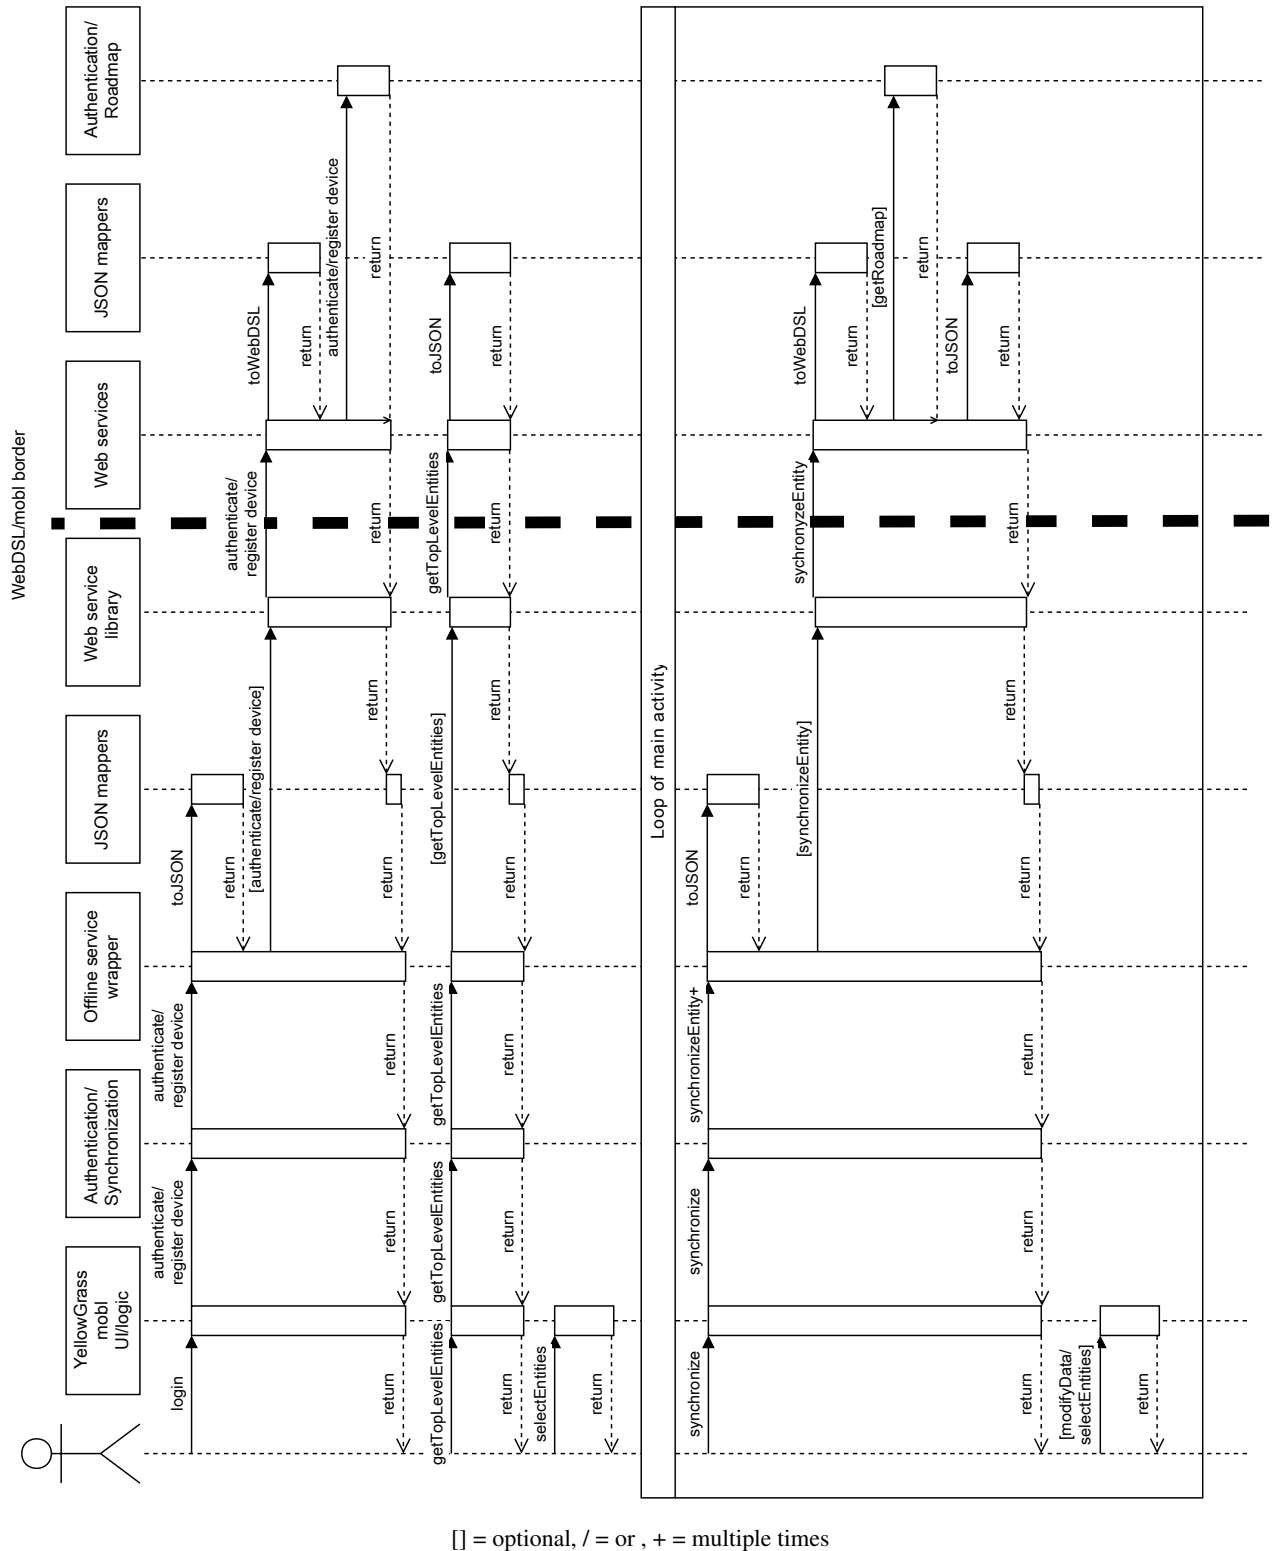 WebDSL/mobl border
YellowGrass
mobl
UI/logic
Authentication/
Synchronization
Offline service
wrapper
JSON mappers
Web service
library
Web services
JSON mappers
Authentication/
Roadmap
login
authenticate/
register device
authenticate/
register device
toJSON
return
[authenticate/register device]
authenticate/
register device
toWebDSL
return
authenticate/register device
return
return
return
return
return
return
return
getTopLevelEntities
getTopLevelEntities
getTopLevelEntities
[getTopLevelEntities]
getTopLevelEntities
toJSON
return
return
return
return
return
return
return
selectEntities
return
Loop of main activity
synchronize
synchronize
synchronizeEntity+
toJSON
return
[synchronizeEntity]
sychronyzeEntity
toWebDSL
return
[getRoadmap]
return
toJSON
return
return
return
return
return
return
return
[modifyData/
selectEntities]
return
[] = optional, / = or , + = multiple times